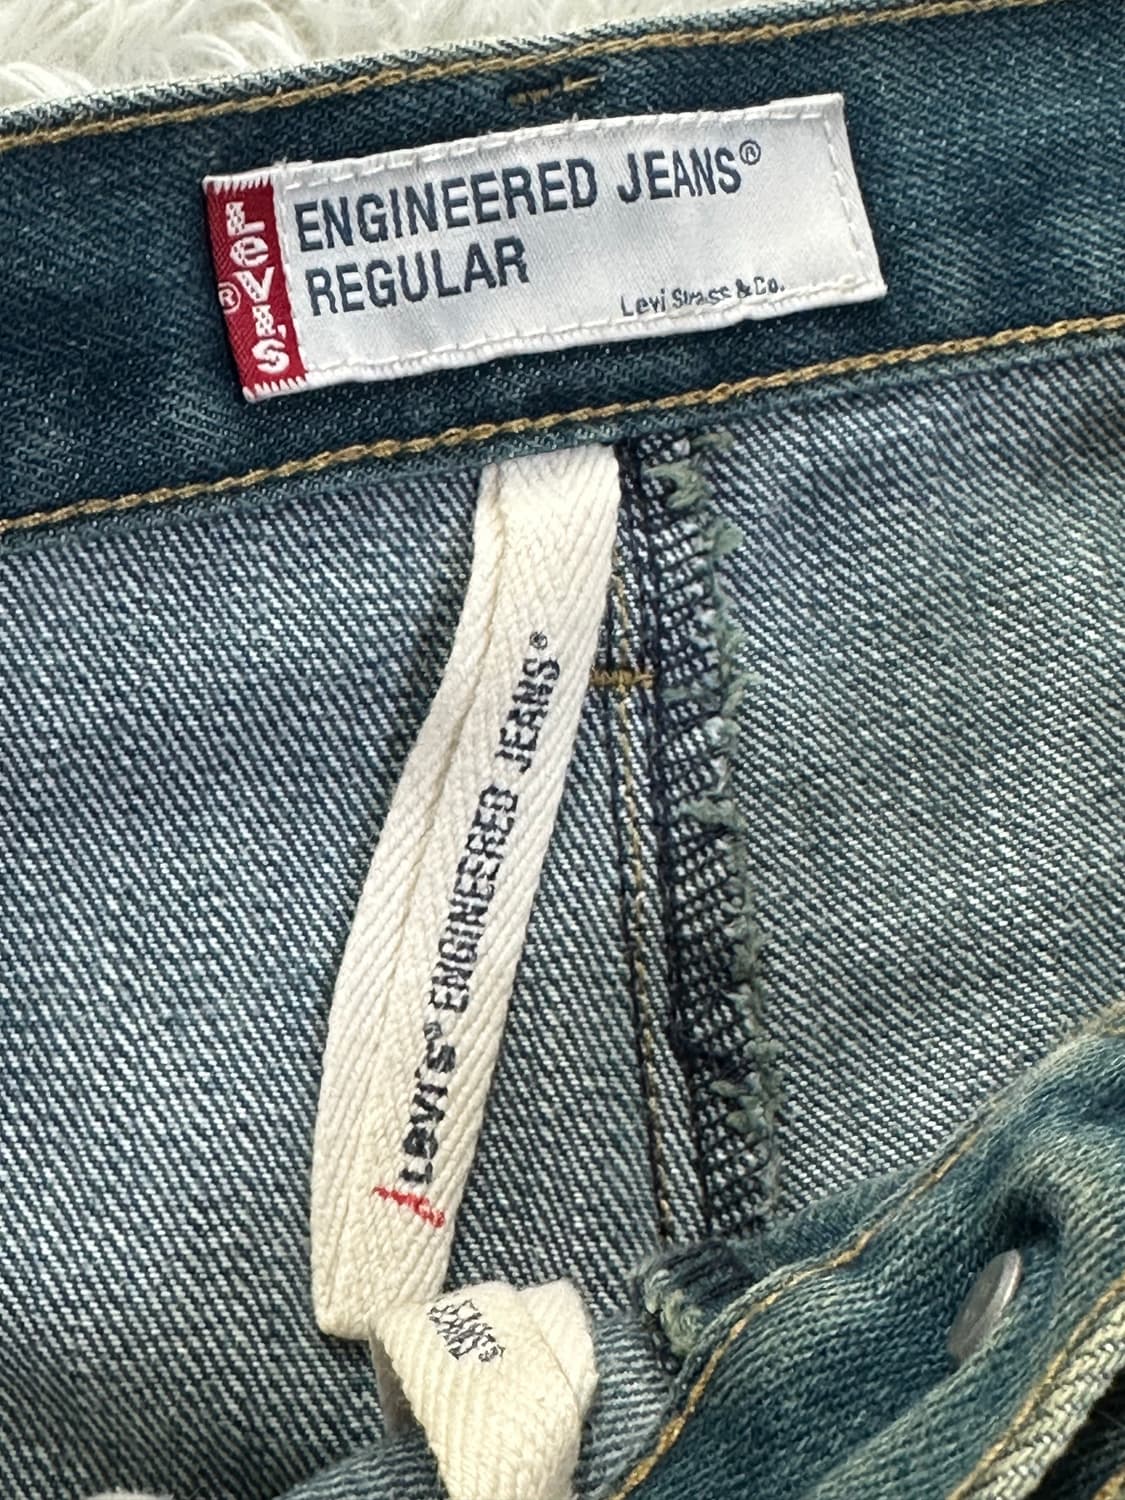 Levi's®
ENGINEERED JEANS®
REGULAR
Levi Strauss & Co.
Levi's® ENGINEERED JEANS®